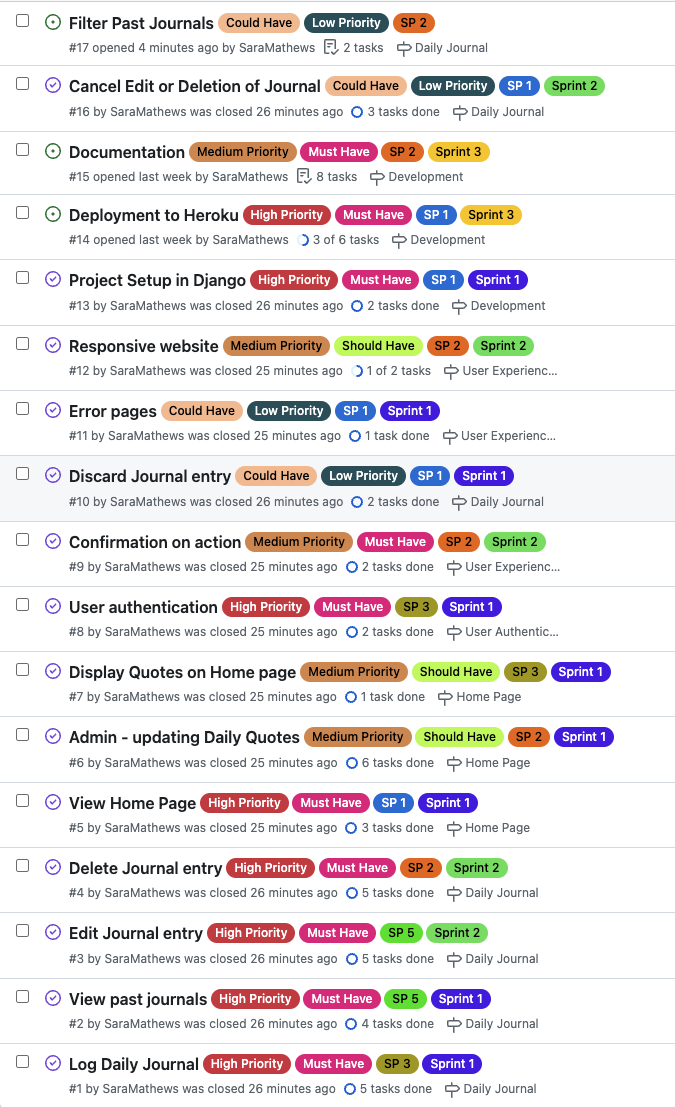 Filter Past Journals Could Have Low Priority SP 2
#17 opened 4 minutes ago by SaraMathews 2 tasks Daily Journal
Cancel Edit or Deletion of Journal Could Have Low Priority SP 1 Sprint 2
#16 by SaraMathews was closed 26 minutes ago 3 tasks done Daily Journal
Documentation Medium Priority Must Have SP 2 Sprint 3
#15 opened last week by SaraMathews 8 tasks Development
Deployment to Heroku High Priority Must Have SP 1 Sprint 3
#14 opened last week by SaraMathews 3 of 6 tasks Development
Project Setup in Django High Priority Must Have SP 1 Sprint 1
#13 by SaraMathews was closed 26 minutes ago 2 tasks done Development
Responsive website Medium Priority Should Have SP 2 Sprint 2
#12 by SaraMathews was closed 25 minutes ago 1 of 2 tasks User Experienc...
Error pages Could Have Low Priority SP 1 Sprint 1
#11 by SaraMathews was closed 25 minutes ago 1 task done User Experienc...
Discard Journal entry Could Have Low Priority SP 1 Sprint 1
#10 by SaraMathews was closed 26 minutes ago 2 tasks done Daily Journal
Confirmation on action Medium Priority Must Have SP 2 Sprint 2
#9 by SaraMathews was closed 25 minutes ago 2 tasks done User Experienc...
User authentication High Priority Must Have SP 3 Sprint 1
#8 by SaraMathews was closed 25 minutes ago 2 tasks done User Authentic...
Display Quotes on Home page Medium Priority Should Have SP 3 Sprint 1
#7 by SaraMathews was closed 25 minutes ago 1 task done Home Page
Admin - updating Daily Quotes Medium Priority Should Have SP 2 Sprint 1
#6 by SaraMathews was closed 25 minutes ago 6 tasks done Home Page
View Home Page High Priority Must Have SP 1 Sprint 1
#5 by SaraMathews was closed 25 minutes ago 3 tasks done Home Page
Delete Journal entry High Priority Must Have SP 2 Sprint 2
#4 by SaraMathews was closed 26 minutes ago 5 tasks done Daily Journal
Edit Journal entry High Priority Must Have SP 5 Sprint 2
#3 by SaraMathews was closed 26 minutes ago 5 tasks done Daily Journal
View past journals High Priority Must Have SP 5 Sprint 1
#2 by SaraMathews was closed 26 minutes ago 4 tasks done Daily Journal
Log Daily Journal High Priority Must Have SP 3 Sprint 1
#1 by SaraMathews was closed 26 minutes ago 5 tasks done Daily Journal